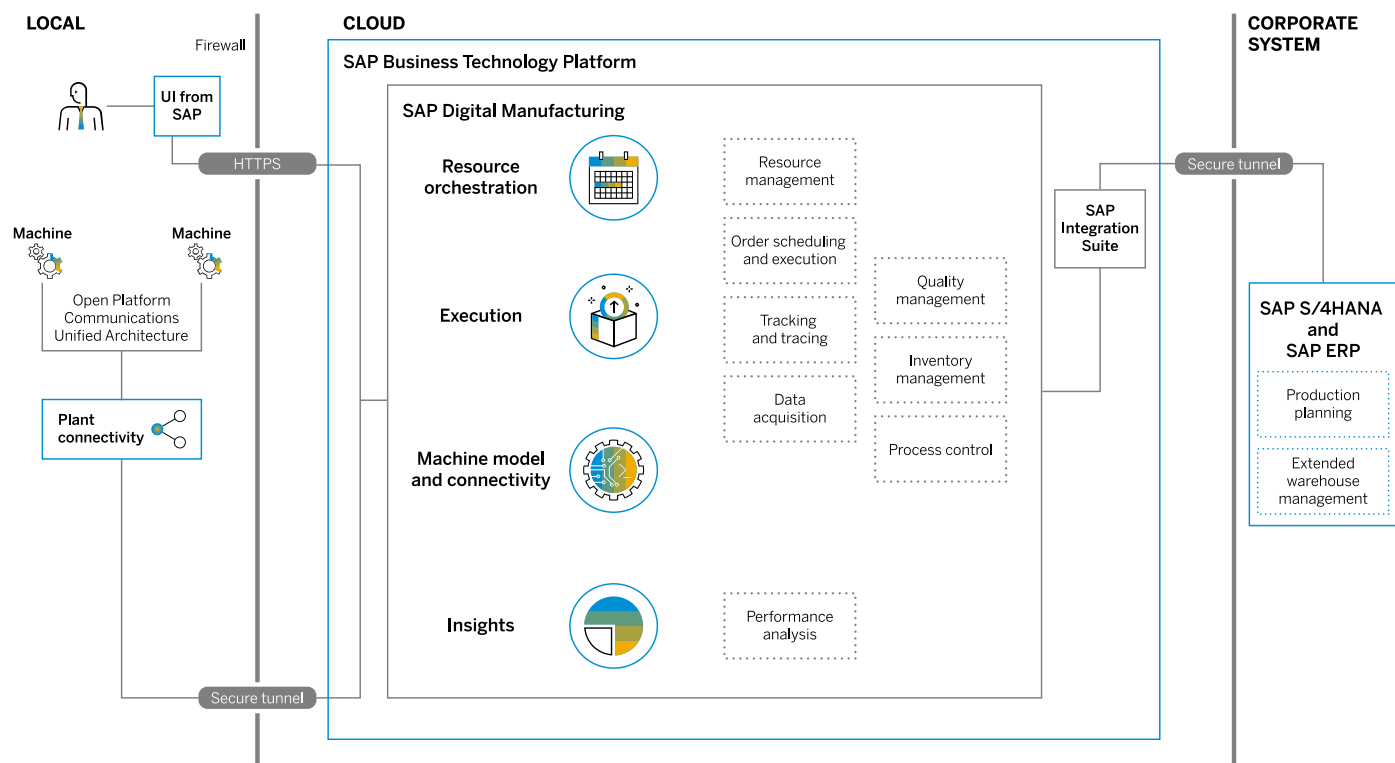 LOCAL
Firewall
UI from
SAP
HTTPS
Machine
Machine
Open Platform
Communications
Unified Architecture
Plant
connectivity
Secure tunnel
CLOUD
SAP Business Technology Platform
SAP Digital Manufacturing
Resource
orchestration
Execution
Machine model
and connectivity
Insights
Resource
management
Order scheduling
and execution
Tracking
and tracing
Data
acquisition
Quality
management
Inventory
management
Process control
Performance
analysis
SAP
Integration
Suite
Secure tunnel
CORPORATE
SYSTEM
SAP S/4HANA
and
SAP ERP
Production
planning
Extended
warehouse
management